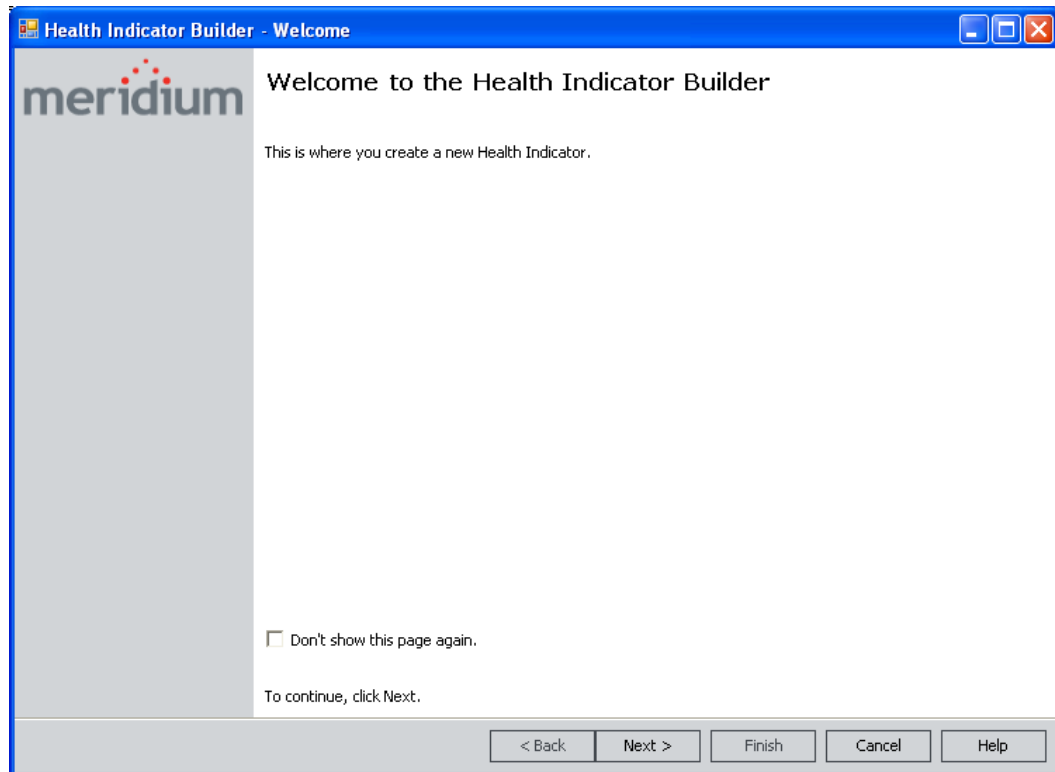 Health Indicator Builder - Welcome
meridium
Welcome to the Health Indicator Builder
This is where you create a new Health Indicator.
Don't show this page again.
To continue, click Next.
< Back Next > Finish Cancel Help